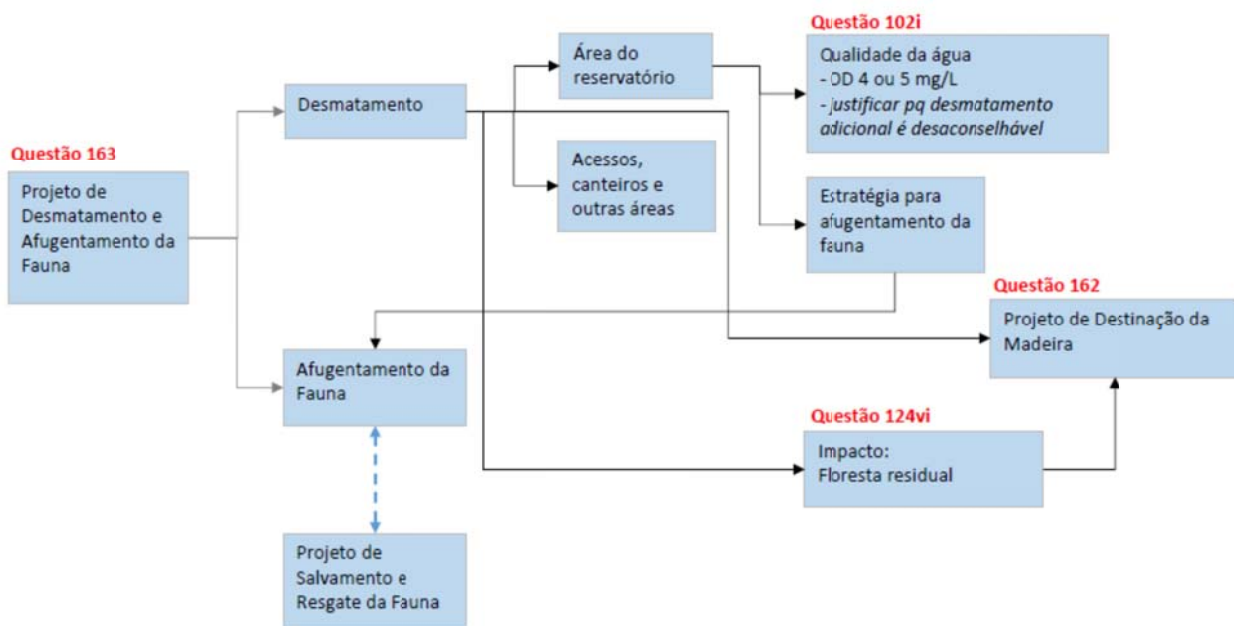 Questão 163
Projeto de
Desmatamento e
Afugentamento da
Fauna
Desmatamento
Área do
reservatório
Acessos,
canteiros e
outras áreas
Questão 102i
Qualidade da água
- OD 4 ou 5 mg/L
- justificar pq desmatamento
adicional é desaconselhável
Estratégia para
afugentamento da
fauna
Questão 162
Projeto de Destinação da
Madeira
Afugentamento da
Fauna
Questão 124vi
Impacto:
Floresta residual
Projeto de
Salvamento e
Resgate da Fauna